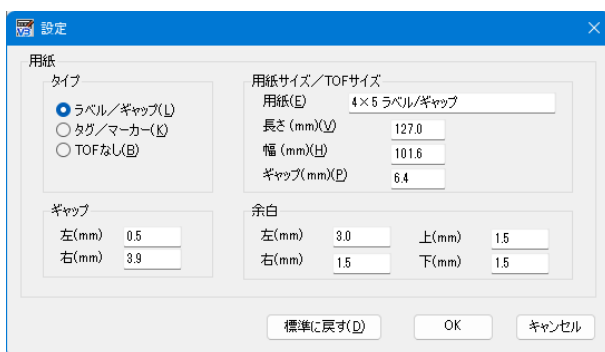 設定
用紙
タイプ
ラベル／ギャップ(L)
タグ／マーカー(K)
TOFなし(B)
用紙サイズ／TOFサイズ
用紙(E) 4×5 ラベル/ギャップ
長さ(mm)(V) 127.0
幅 (mm)(H) 101.6
ギャップ(mm)(P) 6.4
ギャップ
左(mm) 0.5
右(mm) 3.9
余白
左(mm) 3.0 上(mm) 1.5
右(mm) 1.5 下(mm) 1.5
標準に戻す(D) OK キャンセル